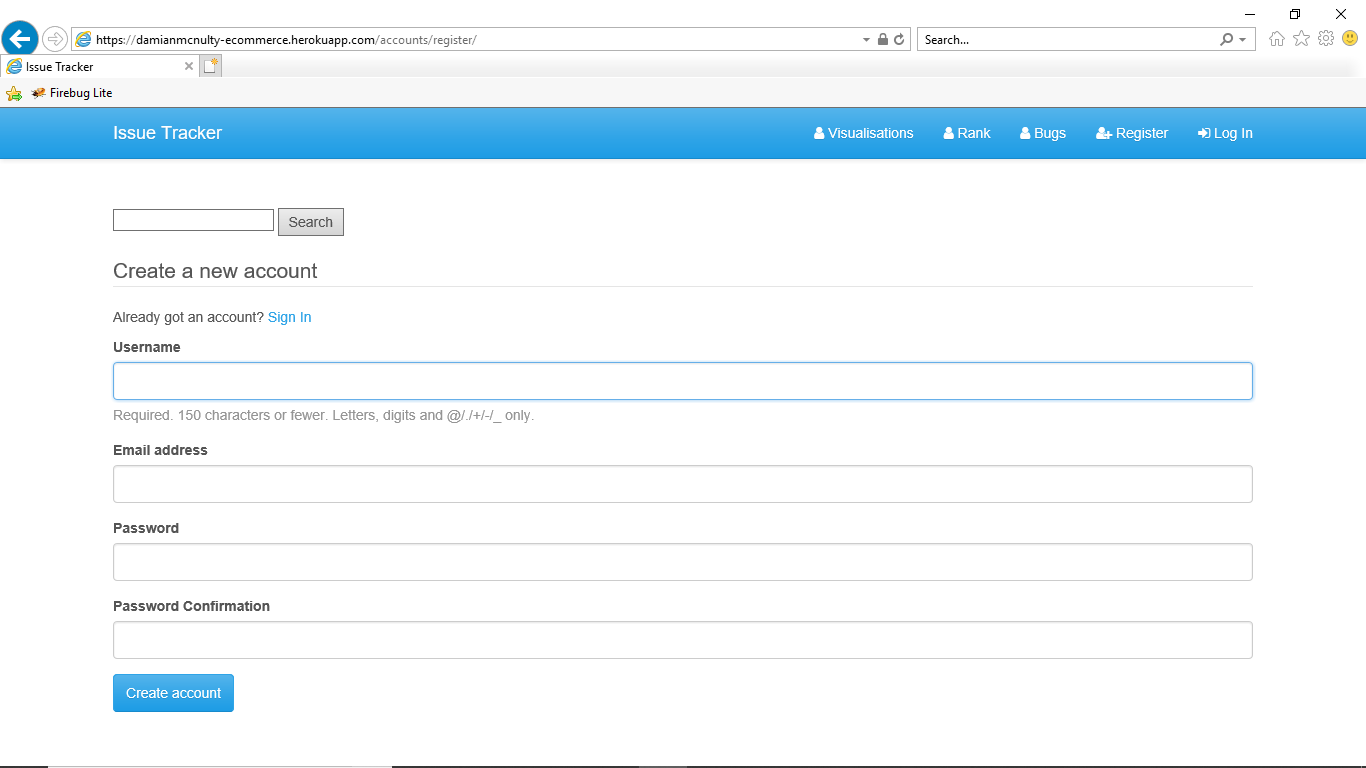 https://damianmcnulty-ecommerce.herokuapp.com/accounts/register/
Search...
Issue Tracker
Firebug Lite
Issue Tracker Visualisations Rank Bugs Register Log In
Search
Create a new account
Already got an account? Sign In
Username
Required. 150 characters or fewer. Letters, digits and @/./+/-/_ only.
Email address
Password
Password Confirmation
Create account